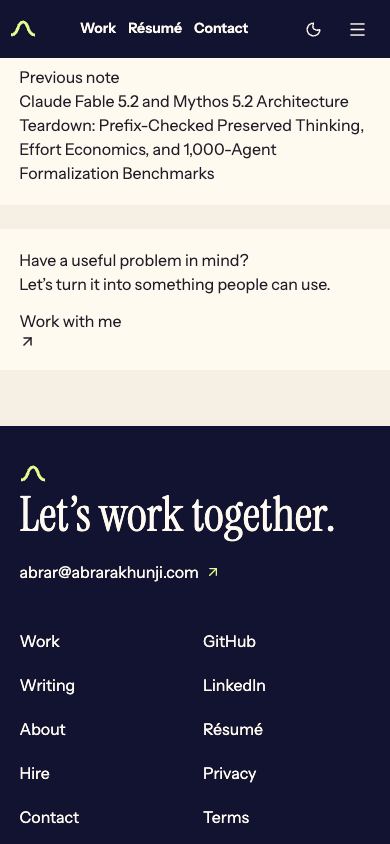 Work Résumé Contact
Previous note
Claude Fable 5.2 and Mythos 5.2 Architecture
Teardown: Prefix-Checked Preserved Thinking,
Effort Economics, and 1,000-Agent
Formalization Benchmarks
Have a useful problem in mind?
Let’s turn it into something people can use.
Work with me
Let’s work together.
abrar@abrarakhunji.com
Work
GitHub
Writing
LinkedIn
About
Résumé
Hire
Privacy
Contact
Terms